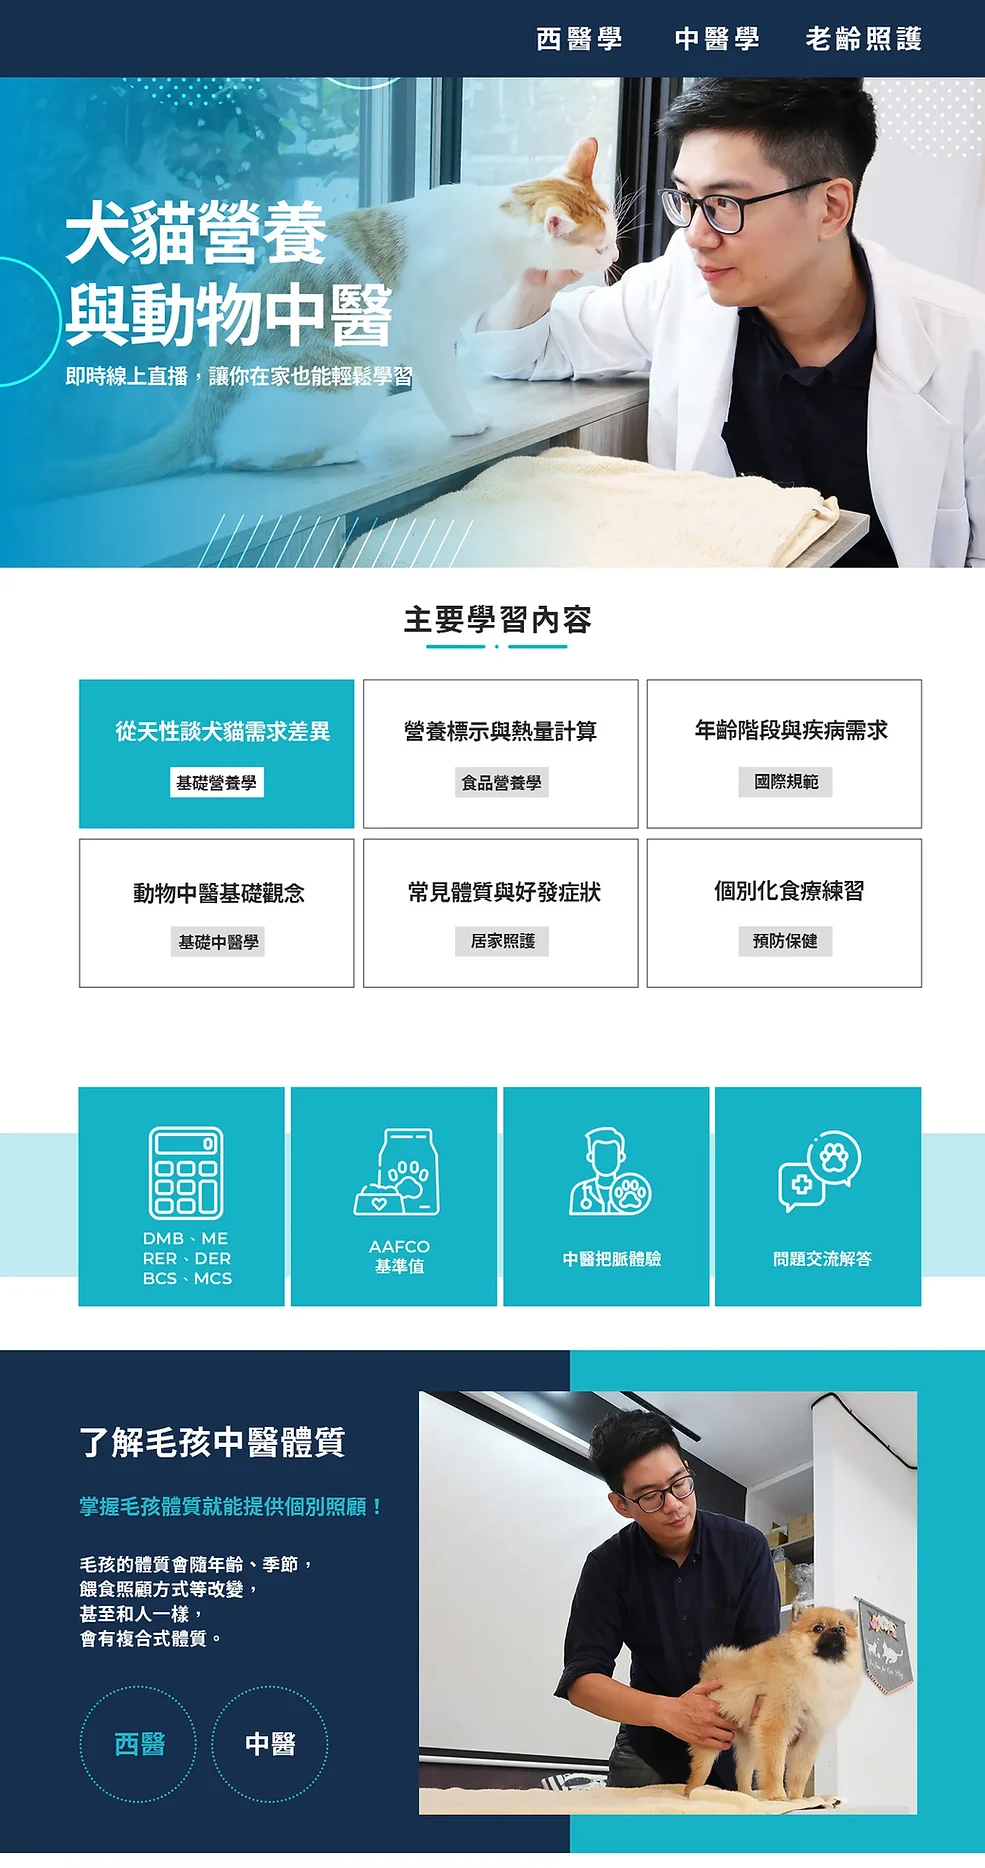 西醫學 中醫學 老齡照護
犬貓營養
與動物中醫
即時線上直播，讓你在家也能輕鬆學習
主要學習內容
從天性談犬貓需求差異
基礎營養學
營養標示與熱量計算
食品營養學
年齡階段與疾病需求
國際規範
動物中醫基礎觀念
基礎中醫學
常見體質與好發症狀
居家照護
個別化食療練習
預防保健
DMB、ME
RER、DER
BCS、MCS
AAFCO
基準值
中醫把脈體驗
問題交流解答
了解毛孩中醫體質
掌握毛孩體質就能提供個別照顧！
毛孩的體質會隨年齡、季節，
餵食照顧方式等改變，
甚至和人一樣，
會有複合式體質。
西醫
中醫